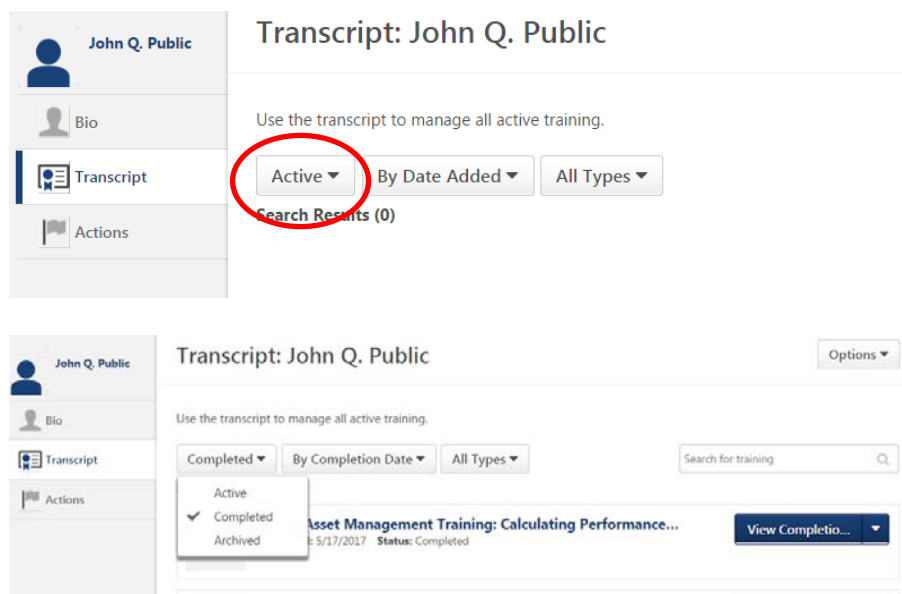 John Q. Public
Transcript: John Q. Public
Bio
Use the transcript to manage all active training.
Transcript
Active By Date Added All Types
Search Results (0)
Actions
John Q. Public
Transcript: John Q. Public
Options
Bio
Use the transcript to manage all active training.
Transcript
Completed By Completion Date All Types Search for training
Actions
Active
Completed
Archived
Asset Management Training: Calculating Performance...
5/17/2017 Status: Completed
View Completio...